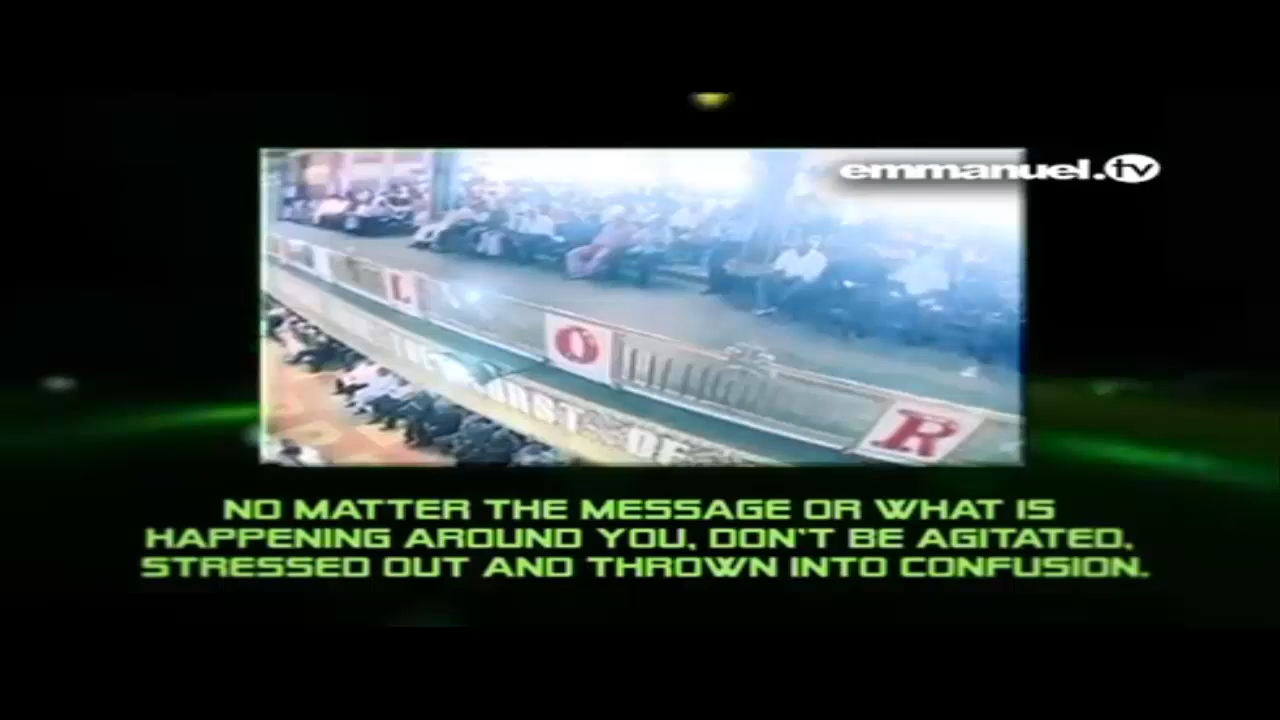 emmanuel.tv
L O R
NO MATTER THE MESSAGE OR WHAT IS
HAPPENING AROUND YOU, DON'T BE AGITATED,
STRESSED OUT AND THROWN INTO CONFUSION.